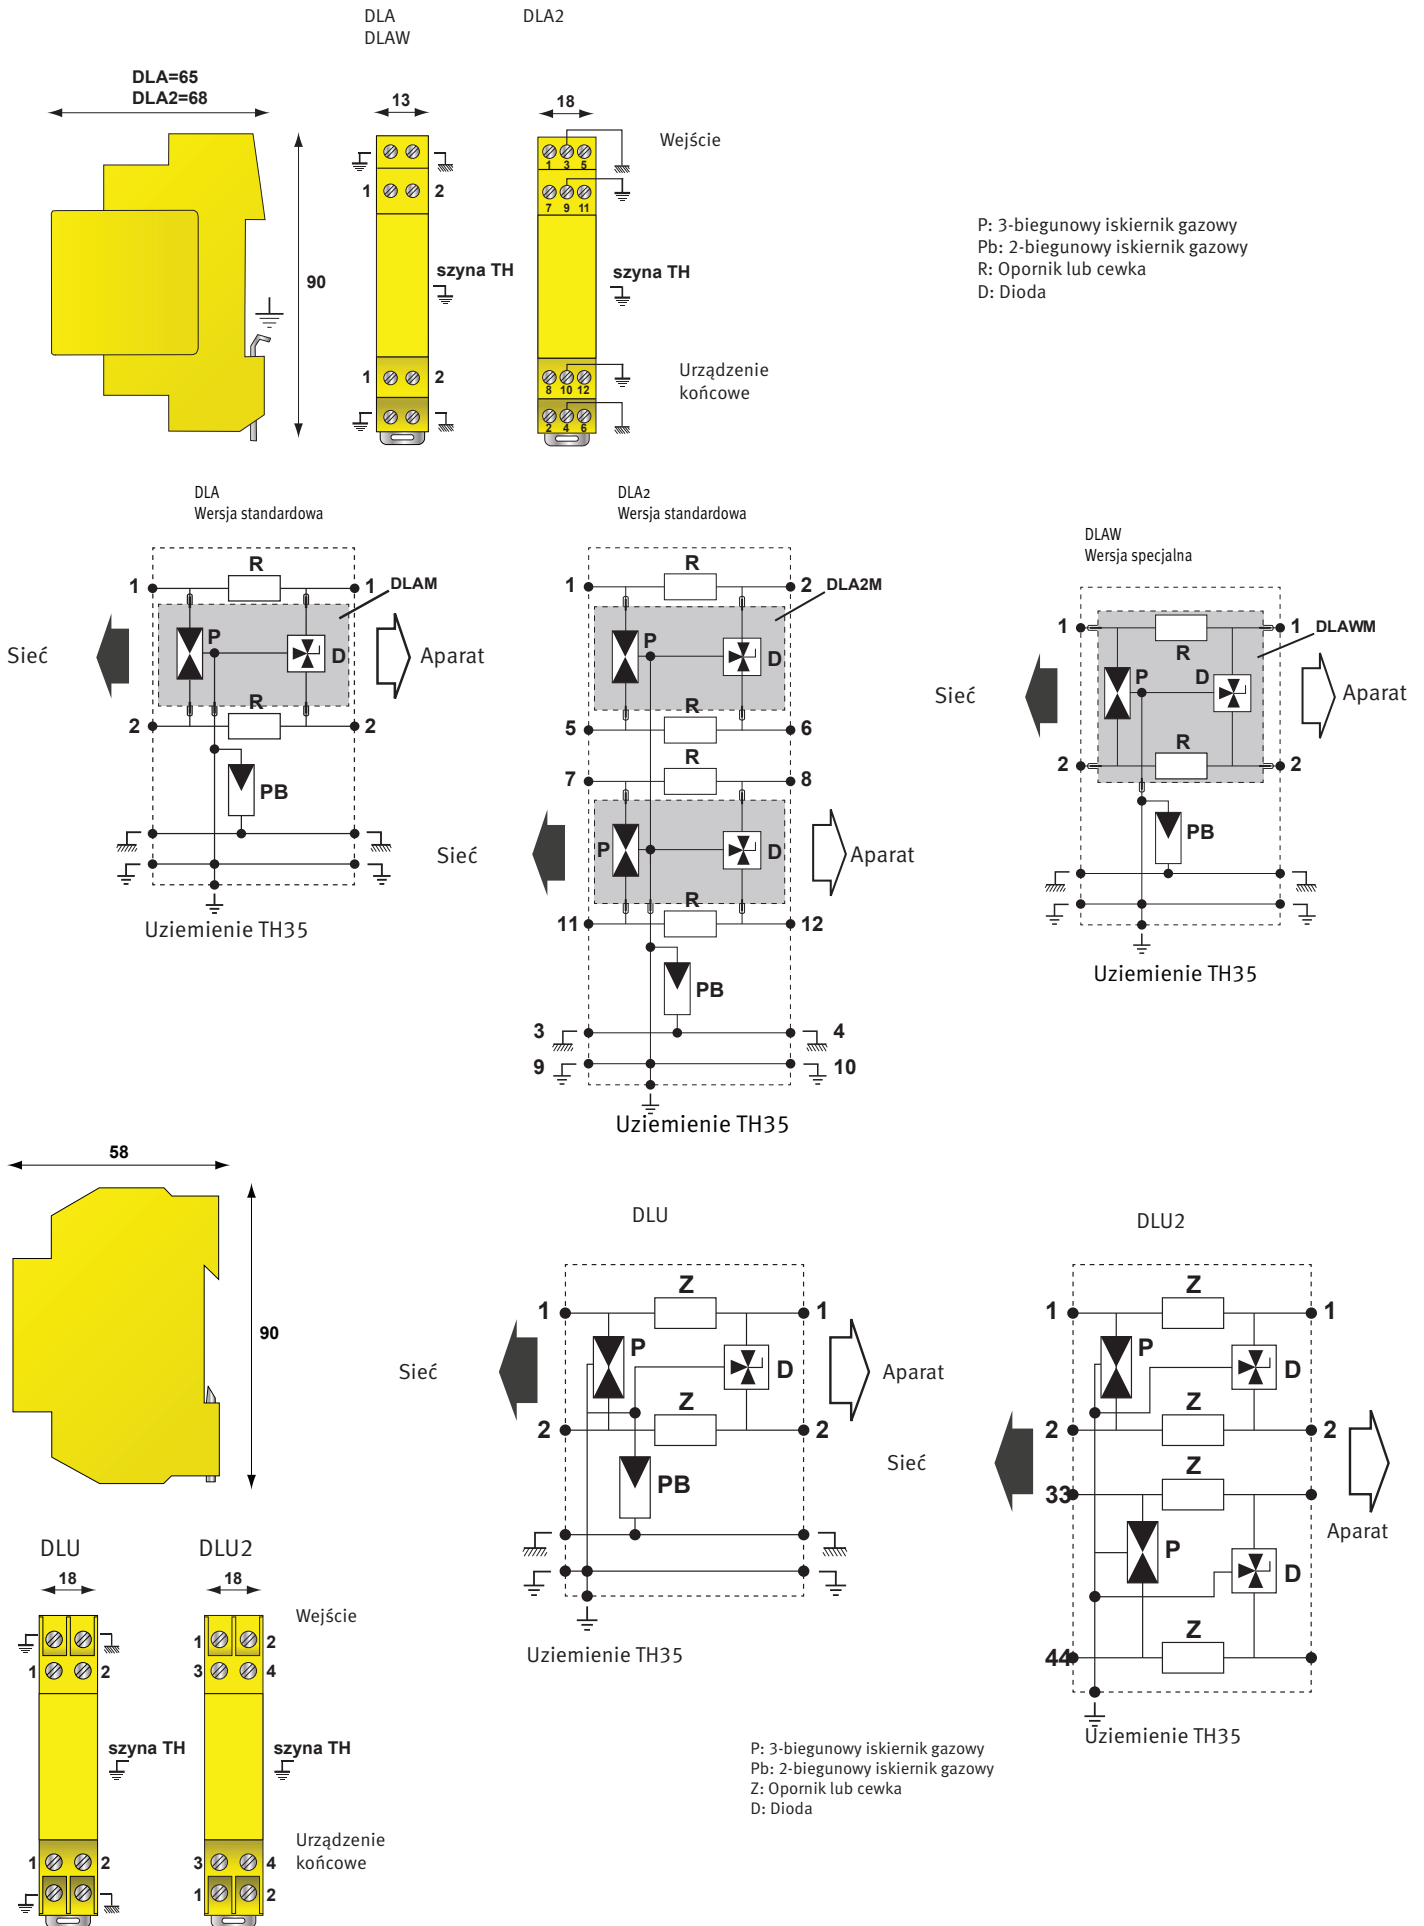 DLA
DLAW
DLA2
DLA=65
DLA2=68
13
18
Wejście
1 3 5
1 2
7 9 11
szyna TH
szyna TH
90
P: 3-biegunowy iskiernik gazowy
Pb: 2-biegunowy iskiernik gazowy
R: Opornik lub cewka
D: Dioda
Urządzenie
końcowe
1 2
8 10 12
2 4 6
DLA
Wersja standardowa
R
1 1
DLAM
P
D
Sieć
Aparat
R
2 2
PB
Uziemienie TH35
DLA2
Wersja standardowa
R
1 2
DLA2M
P
D
R
5 6
R
7 8
P
D
Sieć
Aparat
R
11 12
PB
3 4
9 10
Uziemienie TH35
DLAW
Wersja specjalna
1 1
DLAWM
R
P
D
Sieć
Aparat
R
2 2
PB
Uziemienie TH35
58
90
DLU
Z
1 1
P
D
Sieć
Aparat
Z
2 2
PB
Uziemienie TH35
DLU2
Z
1 1
P
D
Z
2 2
Sieć
Z
33
Aparat
P
D
Z
44
Uziemienie TH35
DLU
DLU2
18
18
Wejście
1 2
1 2
3 4
szyna TH
szyna TH
Urządzenie
końcowe
1 2
3 4
1 2
P: 3-biegunowy iskiernik gazowy
Pb: 2-biegunowy iskiernik gazowy
Z: Opornik lub cewka
D: Dioda